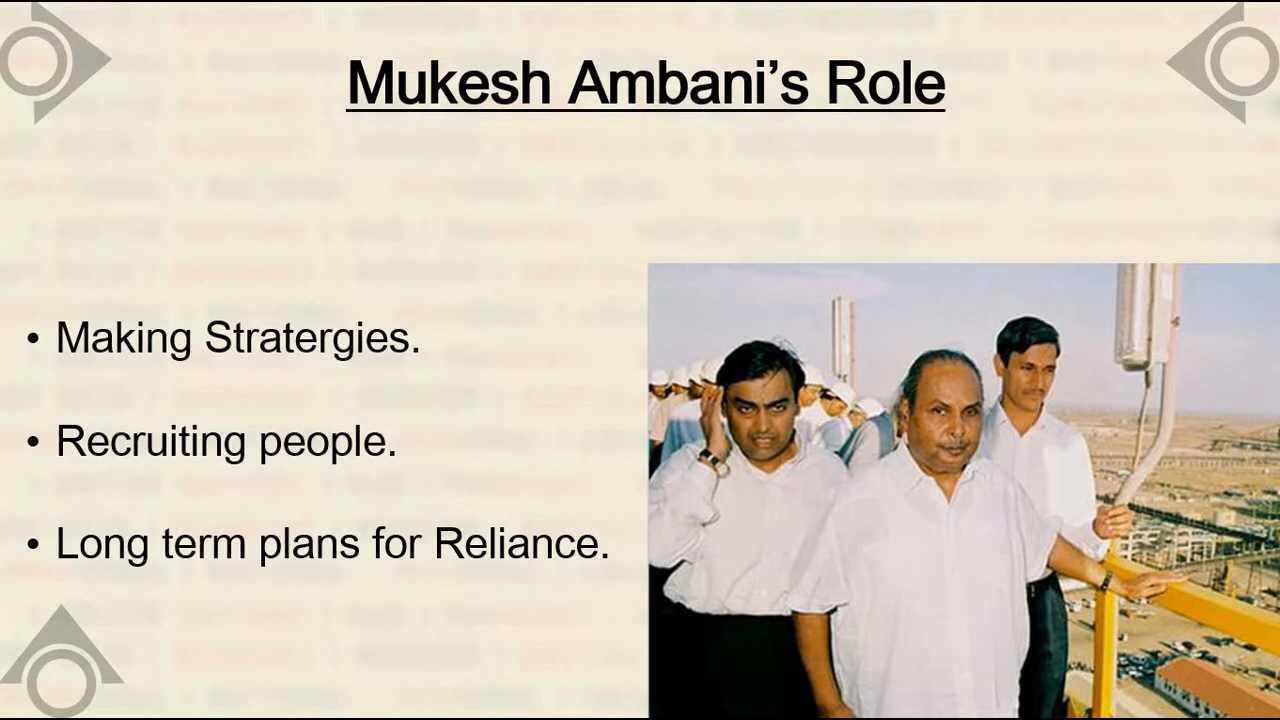 Mukesh Ambani’s Role
• Making Stratergies.
• Recruiting people.
• Long term plans for Reliance.